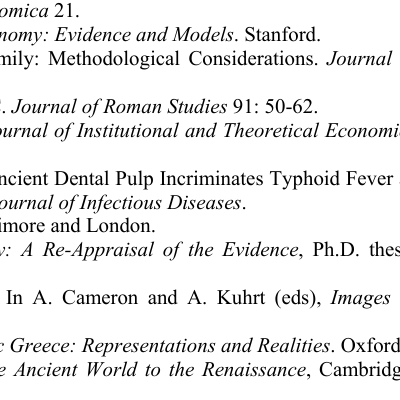 omica 21.
nomy: Evidence and Models. Stanford.
mily: Methodological Considerations. Journal
. Journal of Roman Studies 91: 50-62.
ournal of Institutional and Theoretical Economi
ncient Dental Pulp Incriminates Typhoid Fever
ournal of Infectious Diseases.
imore and London.
y: A Re-Appraisal of the Evidence, Ph.D. thes
In A. Cameron and A. Kuhrt (eds), Images
c Greece: Representations and Realities. Oxford
e Ancient World to the Renaissance, Cambridg